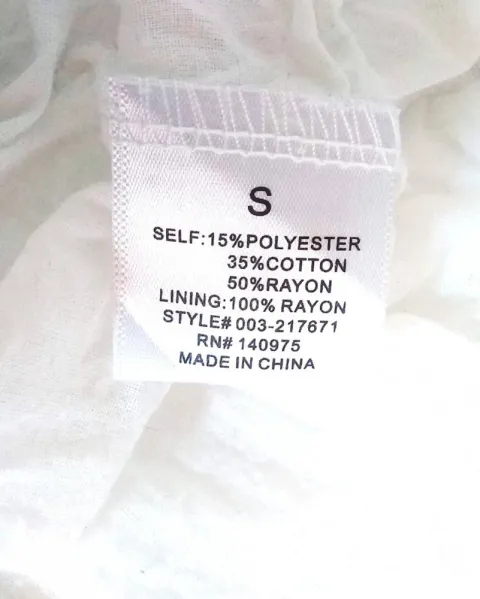 S
SELF:15%POLYESTER
35%COTTON
50%RAYON
LINING:100% RAYON
STYLE# 003-217671
RN# 140975
MADE IN CHINA